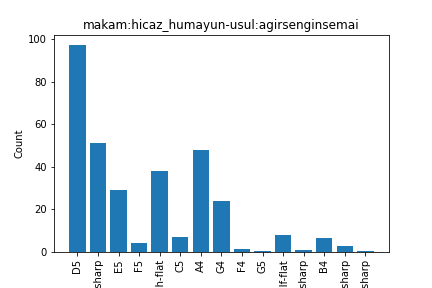 makam:hicaz_humayun-usul:agirsenginsemai
100
80
60
40
20
0
Count
D5
sharp
E5
F5
h-flat
C5
A4
G4
F4
G5
lf-flat
sharp
B4
sharp
sharp